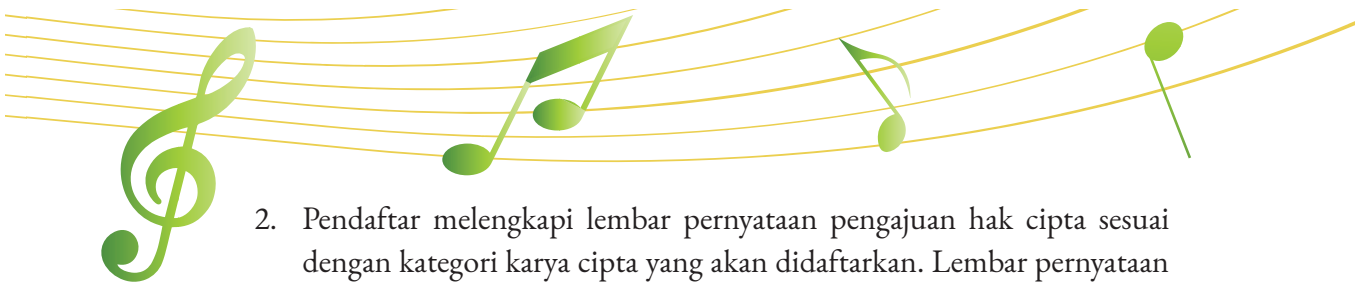 2. Pendaftar melengkapi lembar pernyataan pengajuan hak cipta sesuai
dengan kategori karya cipta yang akan didaftarkan. Lembar pernyataan